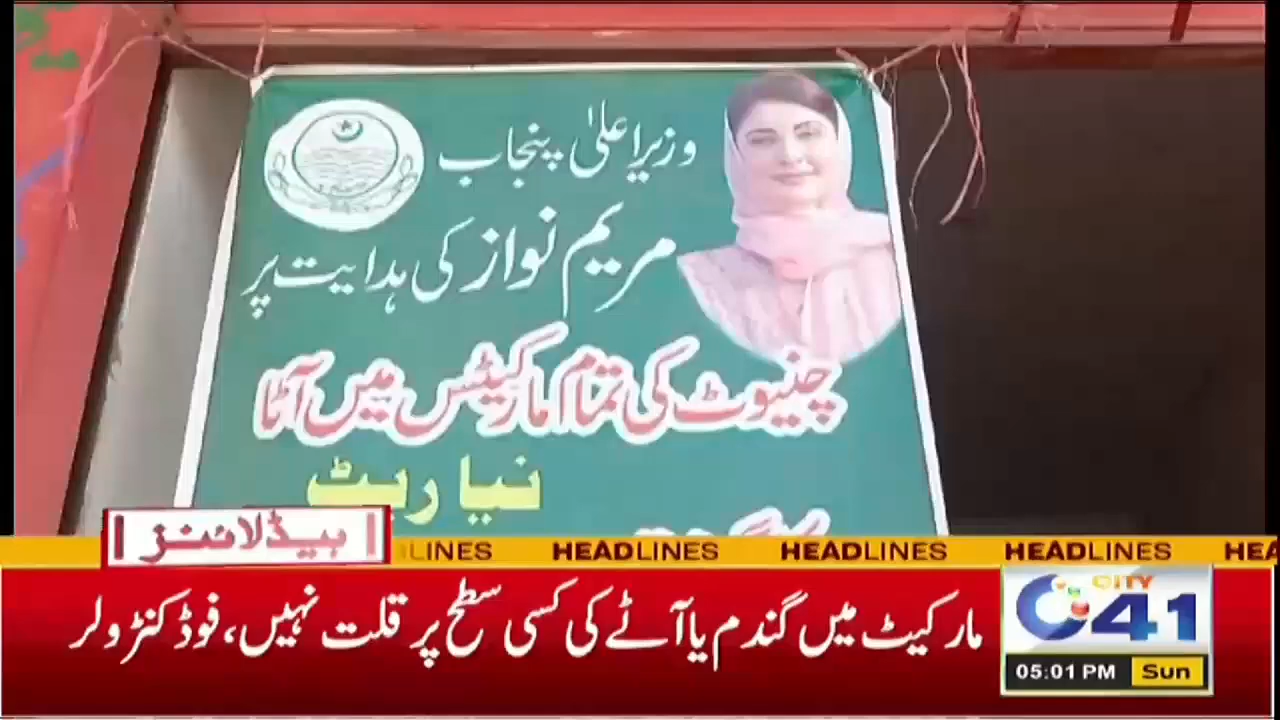 وزیراعلیٰ پنجاب
مریم نواز کی ہدایت پر
چنیوٹ کی تمام مارکیٹس میں آٹا
نیا ریٹ
ہیڈلائنز
LINES HEADLINES HEADLINES HEADLINES HEA
مارکیٹ میں گندم یا آٹے کی کسی سطح پر قلت نہیں، فوڈ کنٹرولر
CITY
41
05:01 PM Sun